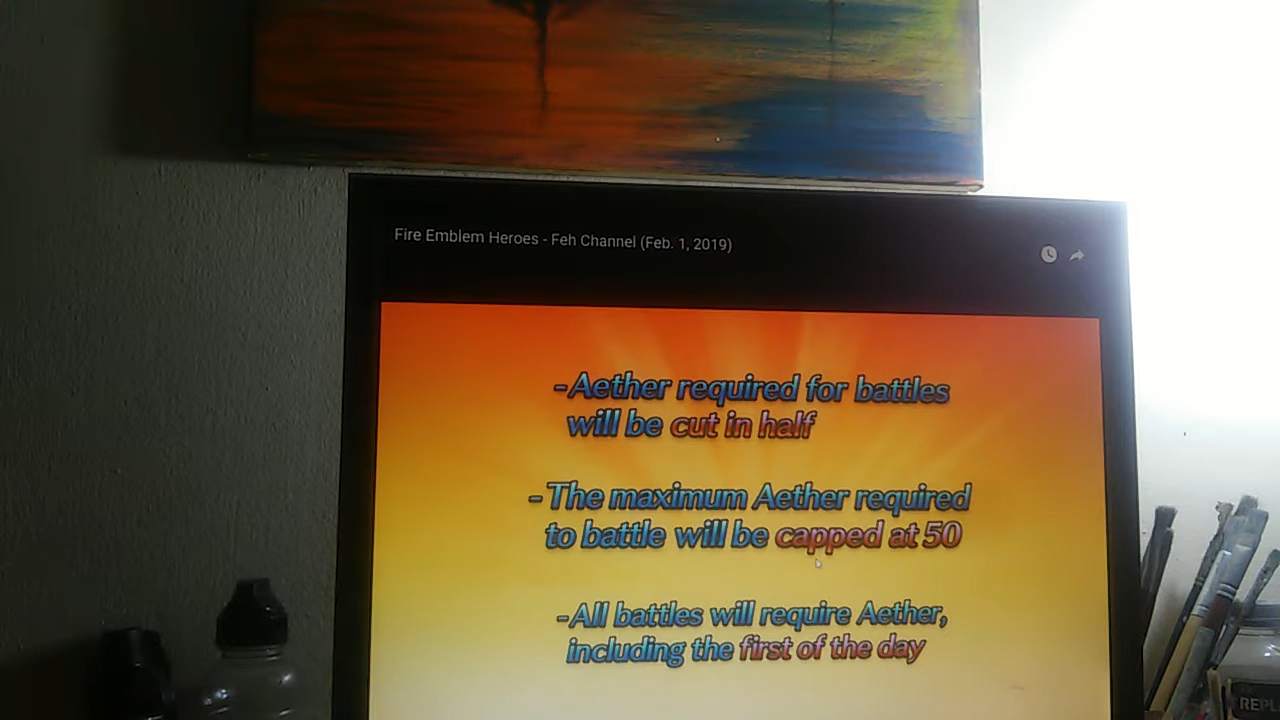 Fire Emblem Heroes - Feh Channel (Feb. 1, 2019)
- Aether required for battles
will be cut in half
- The maximum Aether required
to battle will be capped at 50
- All battles will require Aether,
including the first of the day